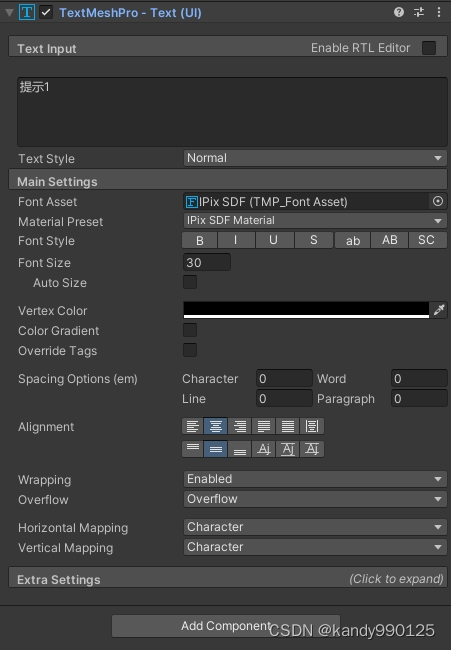 TextMeshPro - Text (UI)
Text Input Enable RTL Editor
提示1
Text Style Normal
Main Settings
Font Asset IPix SDF (TMP_Font Asset)
Material Preset IPix SDF Material
Font Style B I U S ab AB SC
Font Size 30
Auto Size
Vertex Color
Color Gradient
Override Tags
Spacing Options (em) Character 0 Word 0
Line 0 Paragraph 0
Alignment
Wrapping Enabled
Overflow Overflow
Horizontal Mapping Character
Vertical Mapping Character
Extra Settings (Click to expand)
Add Component
CSDN @kandy990125